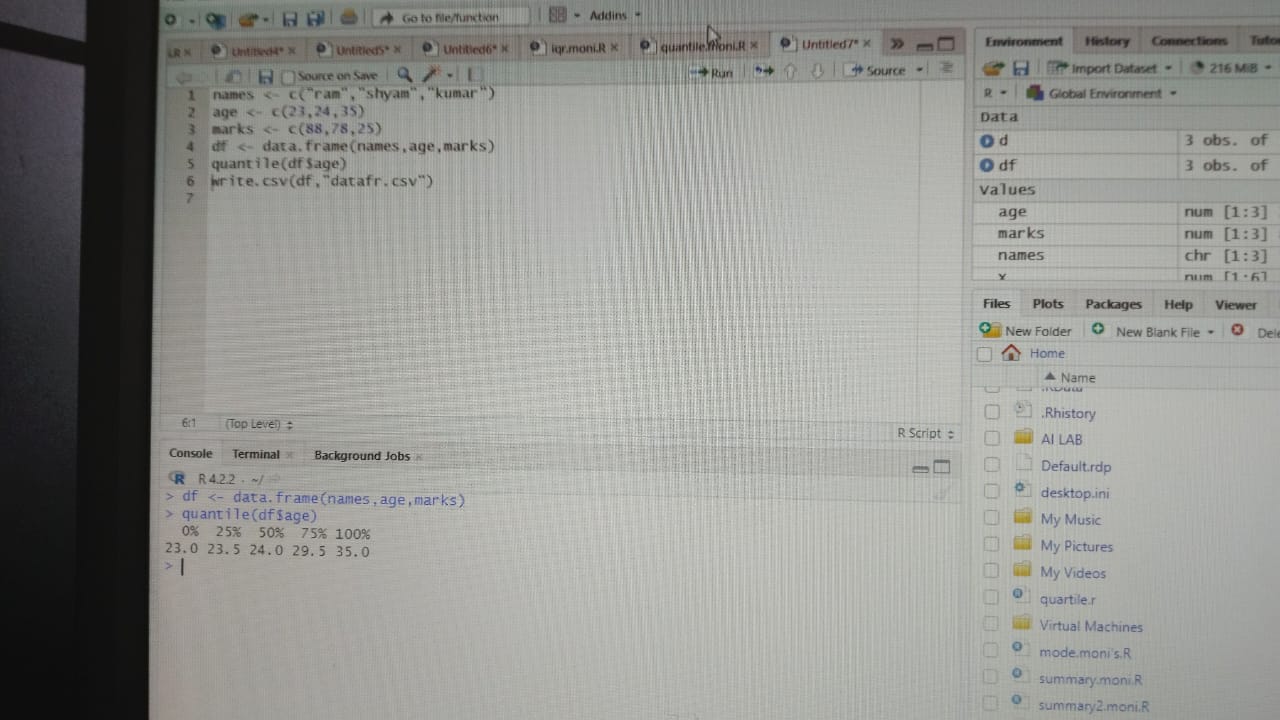 Go to file/function Addins
Untitled4* × Untitled5* × Untitled6* × iqr.moni.R × quantile.moni.R × Untitled7* ×
Source on Save Run Source
1 names <- c("ram","shyam","kumar")
2 age <- c(23,24,35)
3 marks <- c(88,78,25)
4 df <- data.frame(names,age,marks)
5 quantile(df$age)
6 write.csv(df,"datafr.csv")
7
6:1 (Top Level) R Script
Console Terminal × Background Jobs ×
R 4.2.2 · ~/
> df <- data.frame(names,age,marks)
> quantile(df$age)
0% 25% 50% 75% 100%
23.0 23.5 24.0 29.5 35.0
>
Environment History Connections Tuto
Import Dataset 216 MiB
R Global Environment
Data
d 3 obs. of
df 3 obs. of
values
age num [1:3]
marks num [1:3]
names chr [1:3]
x num [1:6]
Files Plots Packages Help Viewer
New Folder New Blank File Dele
Home
Name
.RData
.Rhistory
AI LAB
Default.rdp
desktop.ini
My Music
My Pictures
My Videos
quartile.r
Virtual Machines
mode.moni's.R
summary.moni.R
summary2.moni.R